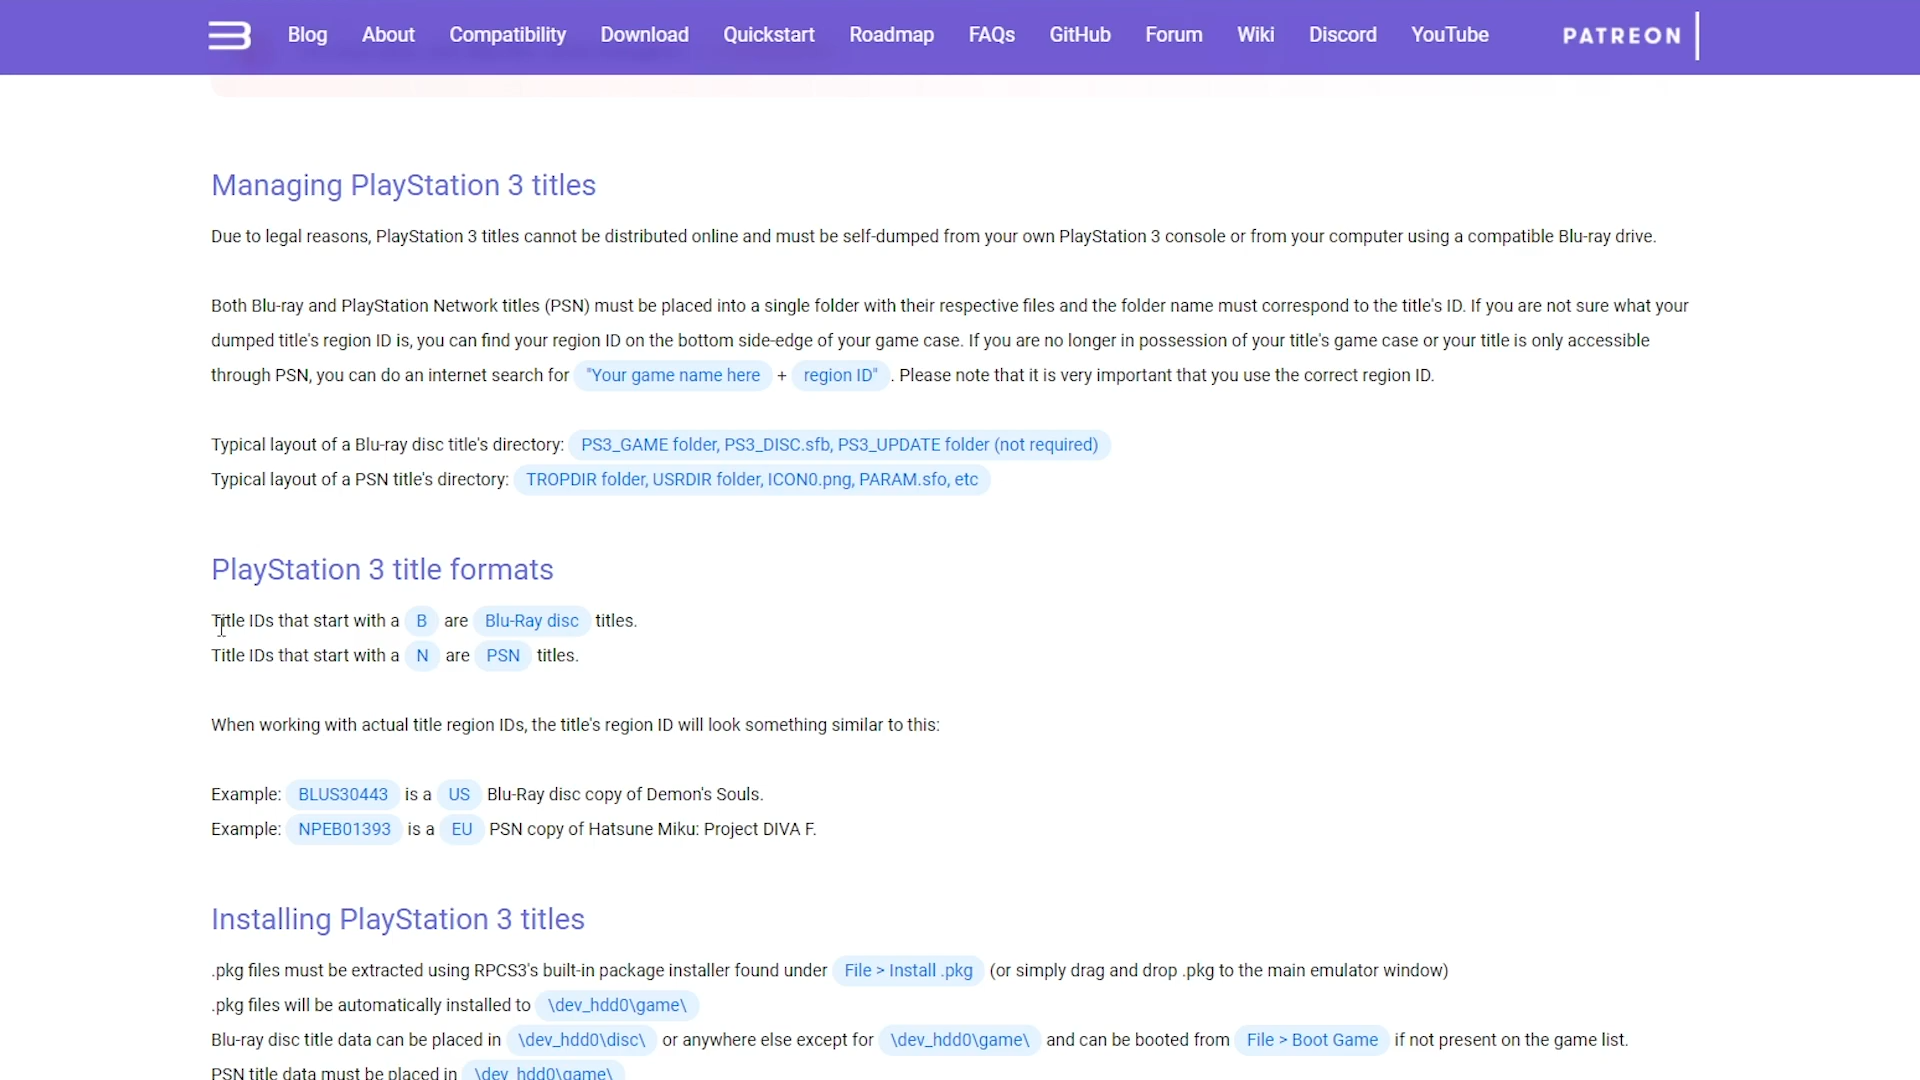 Blog About Compatibility Download Quickstart Roadmap FAQs GitHub Forum Wiki Discord YouTube PATREON
Managing PlayStation 3 titles
Due to legal reasons, PlayStation 3 titles cannot be distributed online and must be self-dumped from your own PlayStation 3 console or from your computer using a compatible Blu-ray drive.
Both Blu-ray and PlayStation Network titles (PSN) must be placed into a single folder with their respective files and the folder name must correspond to the title's ID. If you are not sure what your
dumped title's region ID is, you can find your region ID on the bottom side-edge of your game case. If you are no longer in possession of your title's game case or your title is only accessible
through PSN, you can do an internet search for "Your game name here + region ID" . Please note that it is very important that you use the correct region ID.
Typical layout of a Blu-ray disc title's directory: PS3_GAME folder, PS3_DISC.sfb, PS3_UPDATE folder (not required)
Typical layout of a PSN title's directory: TROPDIR folder, USRDIR folder, ICON0.png, PARAM.sfo, etc
PlayStation 3 title formats
Title IDs that start with a B are Blu-Ray disc titles.
Title IDs that start with a N are PSN titles.
When working with actual title region IDs, the title's region ID will look something similar to this:
Example: BLUS30443 is a US Blu-Ray disc copy of Demon's Souls.
Example: NPEB01393 is a EU PSN copy of Hatsune Miku: Project DIVA F.
Installing PlayStation 3 titles
.pkg files must be extracted using RPCS3's built-in package installer found under File > Install .pkg (or simply drag and drop .pkg to the main emulator window)
.pkg files will be automatically installed to \dev_hdd0\game\
Blu-ray disc title data can be placed in \dev_hdd0\disc\ or anywhere else except for \dev_hdd0\game\ and can be booted from File > Boot Game if not present on the game list.
PSN title data must be placed in \dev_hdd0\game\